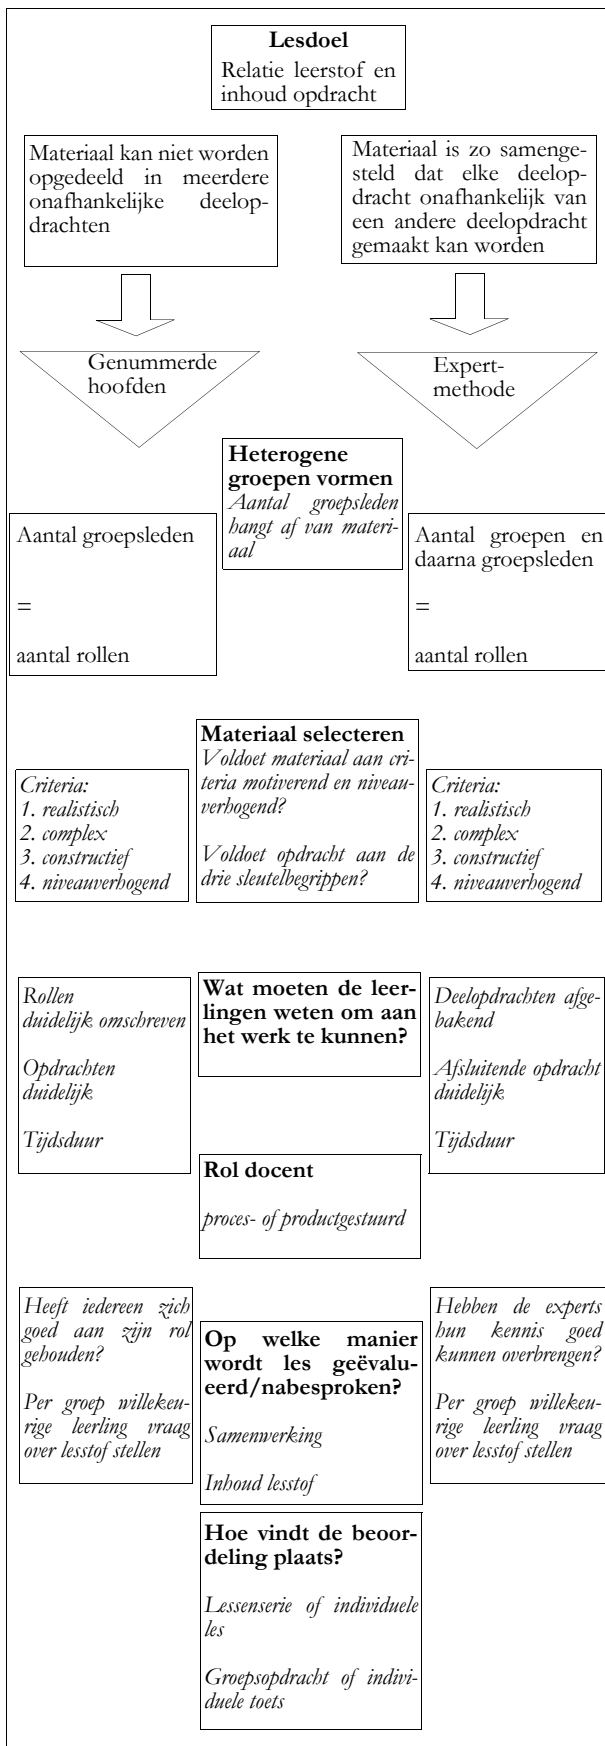 Lesdoel
Relatie leerstof en
inhoud opdracht
Materiaal kan niet worden
opgedeeld in meerdere
onafhankelijke deelop-
drachten
Materiaal is zo samenge-
steld dat elke deelop-
dracht onafhankelijk van
een andere deelopdracht
gemaakt kan worden
Genummerde
hoofden
Expert-
methode
Heterogene
groepen vormen
Aantal groepsleden
hangt af van materi-
aal
Aantal groepsleden
=
aantal rollen
Aantal groepen en
daarna groepsleden
=
aantal rollen
Materiaal selecteren
Voldoet materiaal aan cri-
teria motiverend en niveau-
verhogend?
Voldoet opdracht aan de
drie sleutelbegrippen?
Criteria:
1. realistisch
2. complex
3. constructief
4. niveauverhogend
Criteria:
1. realistisch
2. complex
3. constructief
4. niveauverhogend
Wat moeten de leer-
lingen weten om aan
het werk te kunnen?
Rollen
duidelijk omschreven
Opdrachten
duidelijk
Tijdsduur
Deelopdrachten afge-
bakend
Afsluitende opdracht
duidelijk
Tijdsduur
Rol docent
proces- of productgestuurd
Heeft iedereen zich
goed aan zijn rol
gehouden?
Per groep willekeu-
rige leerling vraag
over lesstof stellen
Op welke manier
wordt les geëvalu-
eerd/nabesproken?
Samenwerking
Inhoud lesstof
Hebben de experts
hun kennis goed
kunnen overbrengen?
Per groep willekeu-
rige leerling vraag
over lesstof stellen
Hoe vindt de beoor-
deling plaats?
Lessenserie of individuele
les
Groepsopdracht of indivi-
duele toets